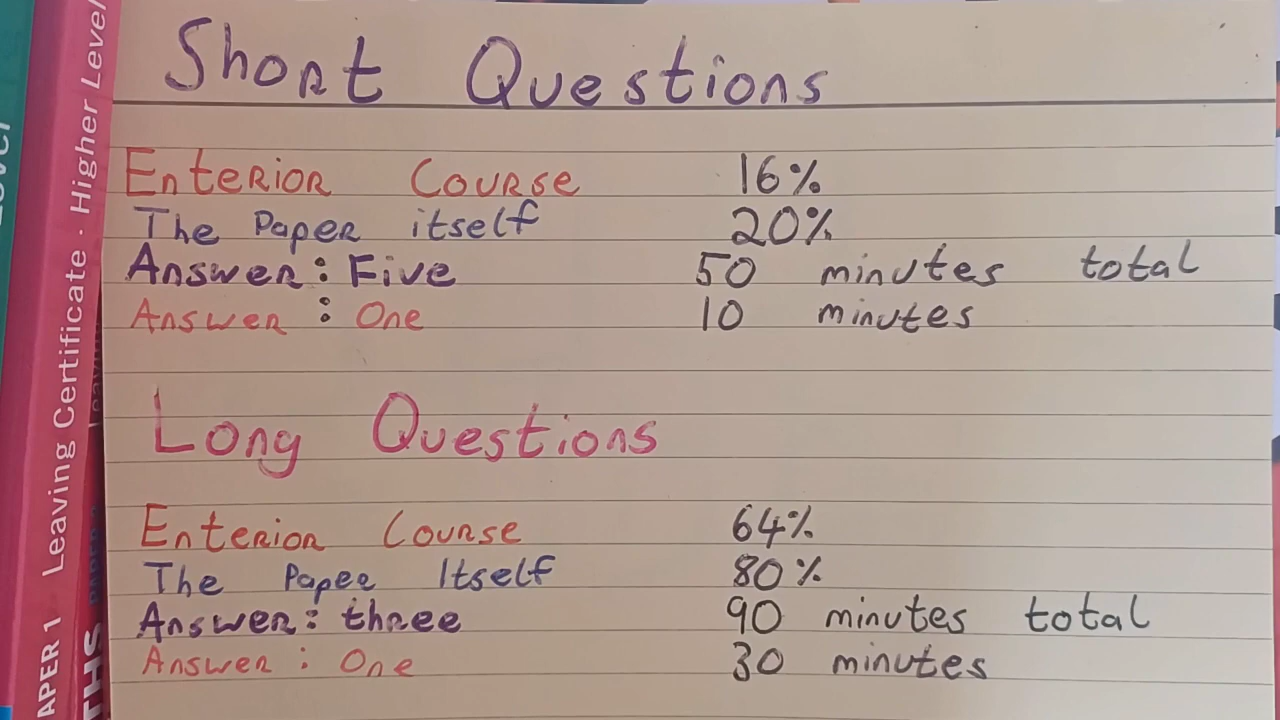 LEVEL
APER 1 Leaving Certificate · Higher Level
THS PAPER
Short Questions
Enterior Course 16%
The Paper itself 20%
Answer: Five 50 minutes total
Answer: One 10 minutes
Long Questions
Enterior Course 64%
The Paper Itself 80%
Answer: three 90 minutes total
Answer: One 30 minutes